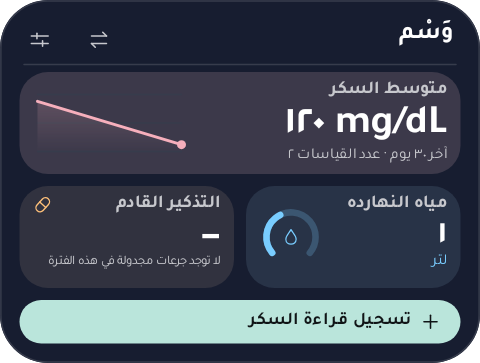 وَسْم
متوسط السكر
١٢٠ mg/dL
آخر ٣٠ يوم · عدد القياسات ٢
مياه النهارده
١
لتر
التذكير القادم
–
لا توجد جرعات مجدولة في هذه الفترة
+ تسجيل قراءة السكر